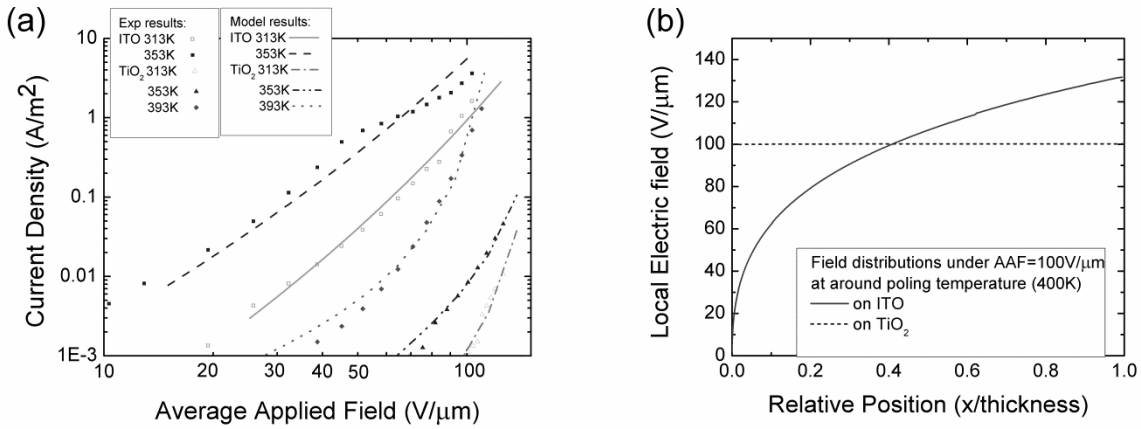 (a)
Exp results: Model results:
ITO 313K ITO 313K
353K 353K
TiO2 313K TiO2 313K
353K 353K
393K 393K
10
1
0.1
0.01
1E-3
Current Density (A/m2)
10 20 30 40 50 100
Average Applied Field (V/μm)
(b)
140
120
100
80
60
40
20
0
Local Electric field (V/μm)
Field distributions under AAF=100V/μm
at around poling temperature (400K)
on ITO
on TiO2
0.0 0.2 0.4 0.6 0.8 1.0
Relative Position (x/thickness)